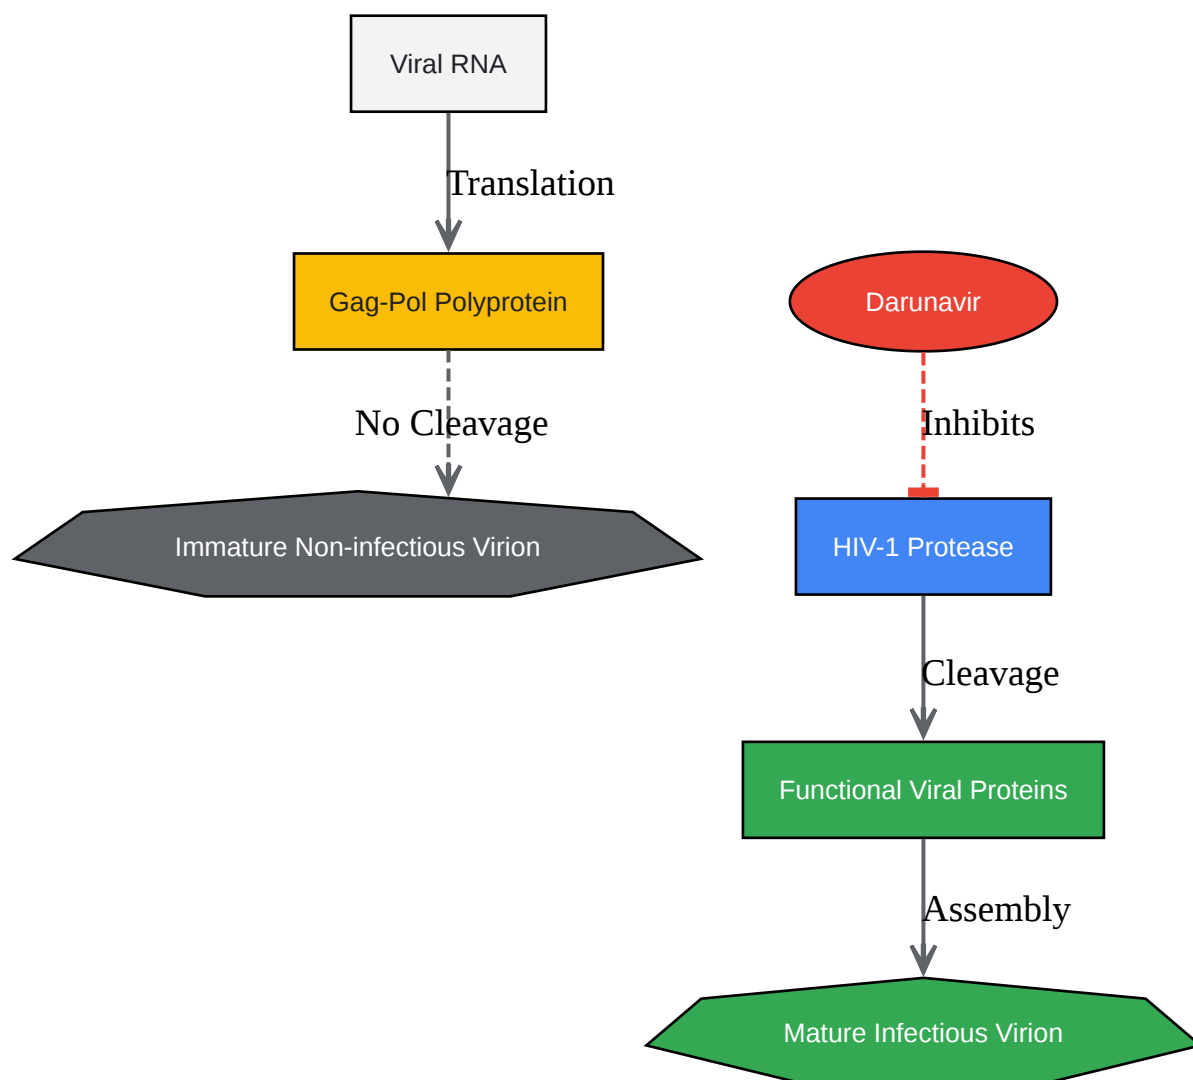 Viral RNA
Translation
Gag-Pol Polyprotein
Darunavir
No Cleavage
Inhibits
Immature Non-infectious Virion
HIV-1 Protease
Cleavage
Functional Viral Proteins
Assembly
Mature Infectious Virion